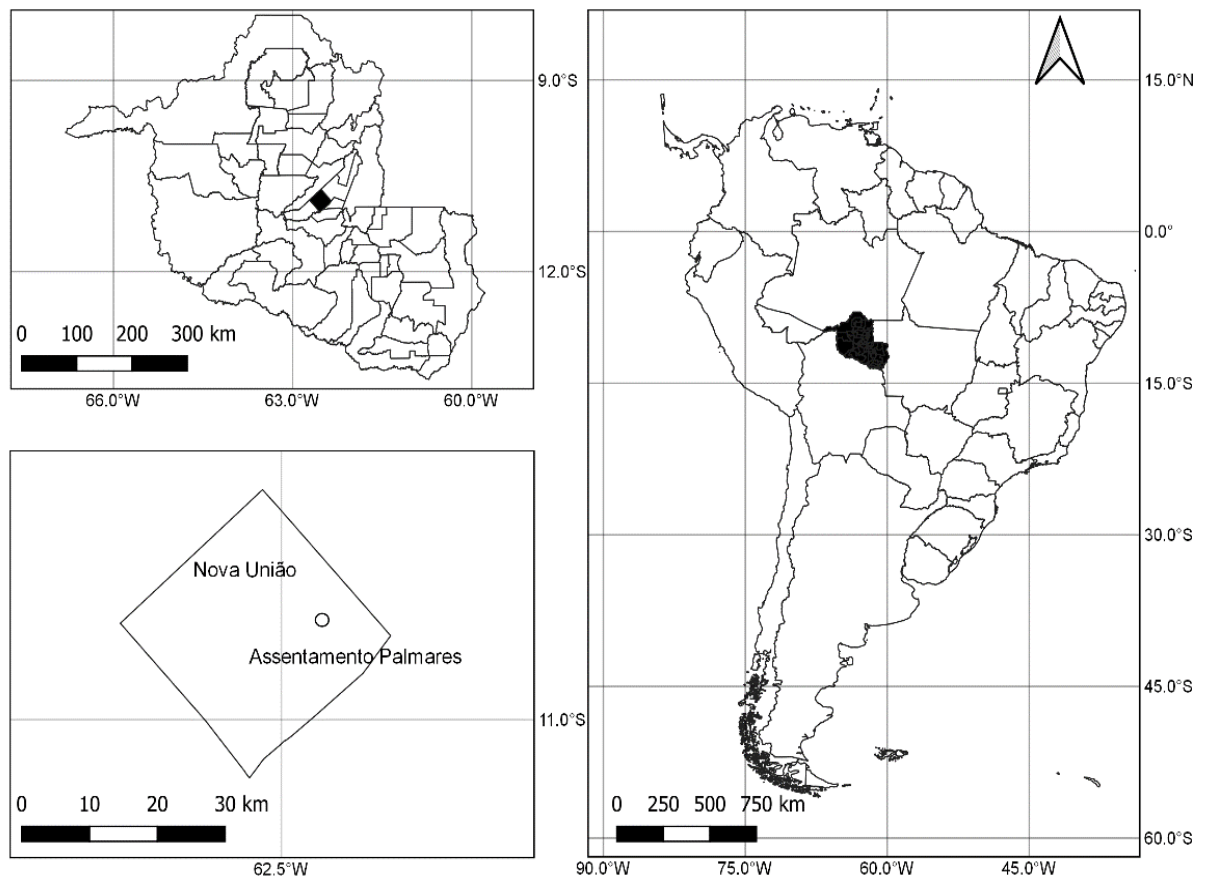 9.0°S
12.0°S
0 100 200 300 km
66.0°W 63.0°W 60.0°W
Nova União
Assentamento Palmares
11.0°S
0 10 20 30 km
62.5°W
15.0°N
0.0°
15.0°S
30.0°S
45.0°S
0 250 500 750 km
60.0°S
90.0°W 75.0°W 60.0°W 45.0°W